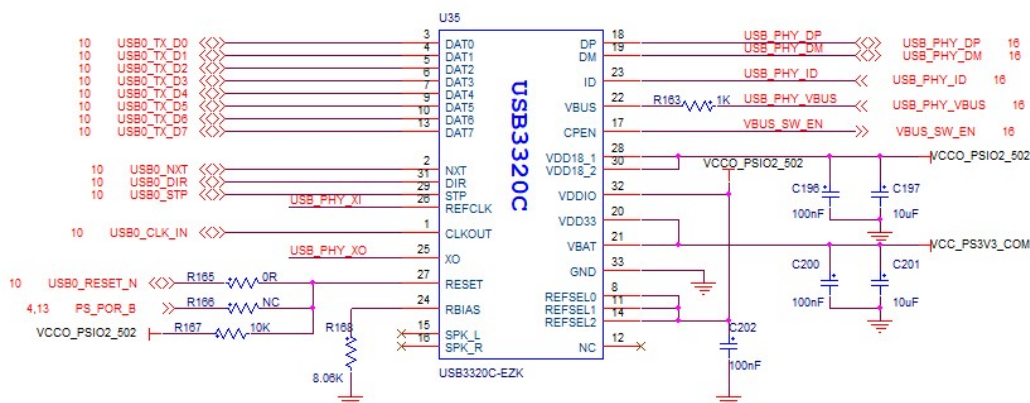 U35
10 USB0_TX_D0 3 DAT0
10 USB0_TX_D1 4 DAT1
10 USB0_TX_D2 5 DAT2
10 USB0_TX_D3 6 DAT3
10 USB0_TX_D4 7 DAT4
10 USB0_TX_D5 9 DAT5
10 USB0_TX_D6 10 DAT6
10 USB0_TX_D7 13 DAT7
10 USB0_NXT 2 NXT
10 USB0_DIR 31 DIR
10 USB0_STP 29 STP
USB_PHY_XI 26 REFCLK
10 USB0_CLK_IN 1 CLKOUT
USB_PHY_XO 25 XO
10 USB0_RESET_N R165 0R 27 RESET
4,13 PS_POR_B R166 NC 24 RBIAS
VCCO_PSIO2_502 R167 10K
R168
8.06K
15 SPK_L
16 SPK_R
USB3320C
USB3320C-EZK
DP 18 USB_PHY_DP USB_PHY_DP 16
DM 19 USB_PHY_DM USB_PHY_DM 16
ID 23 USB_PHY_ID USB_PHY_ID 16
VBUS 22 R163 1K USB_PHY_VBUS USB_PHY_VBUS 16
CPEN 17 VBUS_SW_EN VBUS_SW_EN 16
VDD18_1 28 VCCO_PSIO2_502
VDD18_2 30 VCCO_PSIO2_502
VDDIO 32
C196 C197
100nF 10uF
VDD33 20
VBAT 21 VCC_PS3V3_COM
GND 33
C200 C201
100nF 10uF
REFSEL0 8
REFSEL1 11
REFSEL2 14
C202
100nF
NC 12